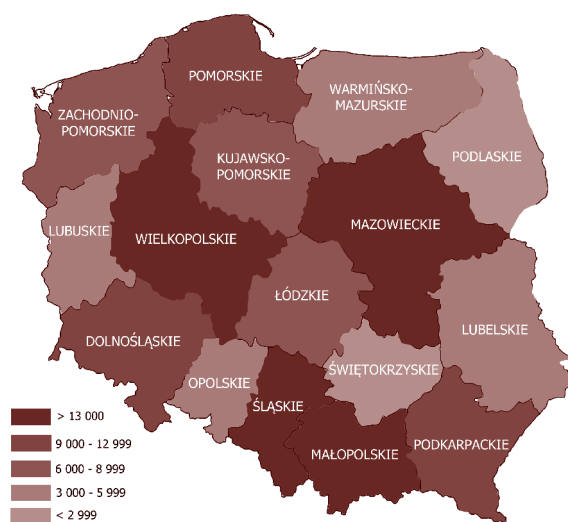 POMORSKIE
WARMIŃSKO-
MAZURSKIE
ZACHODNIO-
POMORSKIE
PODLASKIE
KUJAWSKO-
POMORSKIE
LUBUSKIE
WIELKOPOLSKIE
MAZOWIECKIE
ŁÓDZKIE
LUBELSKIE
DOLNOŚLĄSKIE
OPOLSKIE
ŚWIĘTOKRZYSKIE
ŚLĄSKIE
MAŁOPOLSKIE
PODKARPACKIE
> 13 000
9 000 - 12 999
6 000 - 8 999
3 000 - 5 999
< 2 999